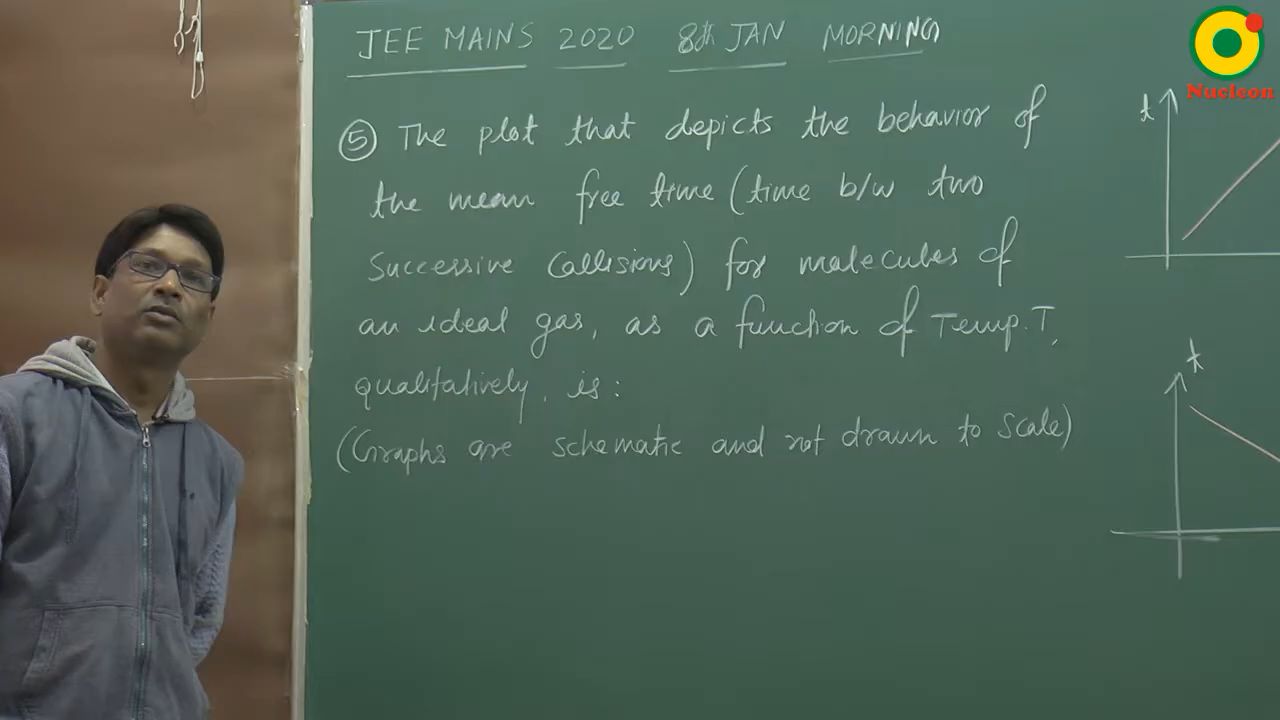 JEE MAINS 2020 8th JAN MORNING
Nucleon
⑤ The plot that depicts the behavior of
the mean free time (time b/w two
Successive Collisions) for molecules of
an ideal gas, as a function of Temp. T,
qualitatively, is:
(Graphs are schematic and not drawn to scale)
t
t